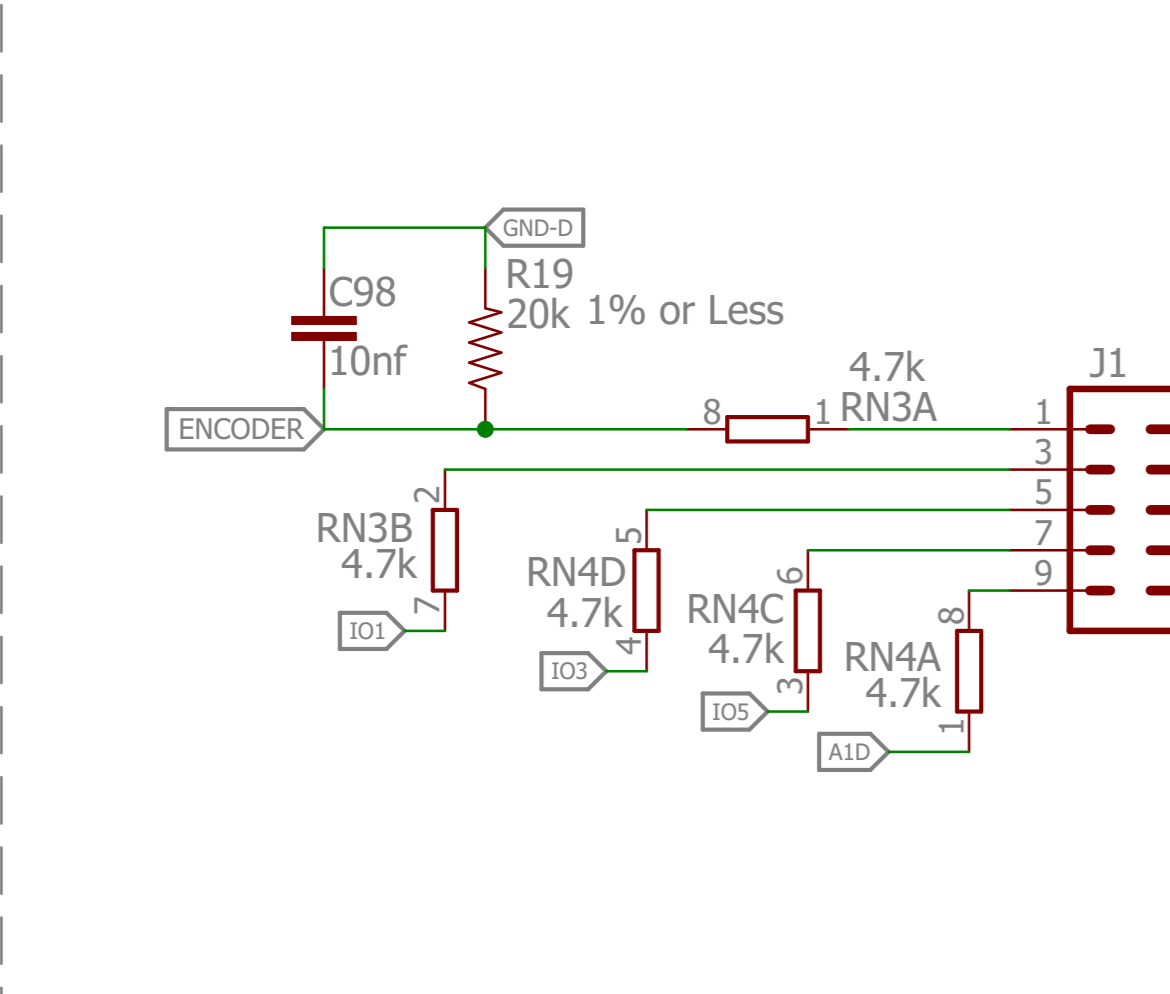 GND-D
R19
20k 1% or Less
C98
10nf
ENCODER
4.7k
RN3A
8
1
J1
1
3
5
7
9
2
RN3B
4.7k
7
IO1
5
RN4D
4.7k
4
IO3
6
RN4C
4.7k
3
IO5
8
RN4A
4.7k
1
A1D